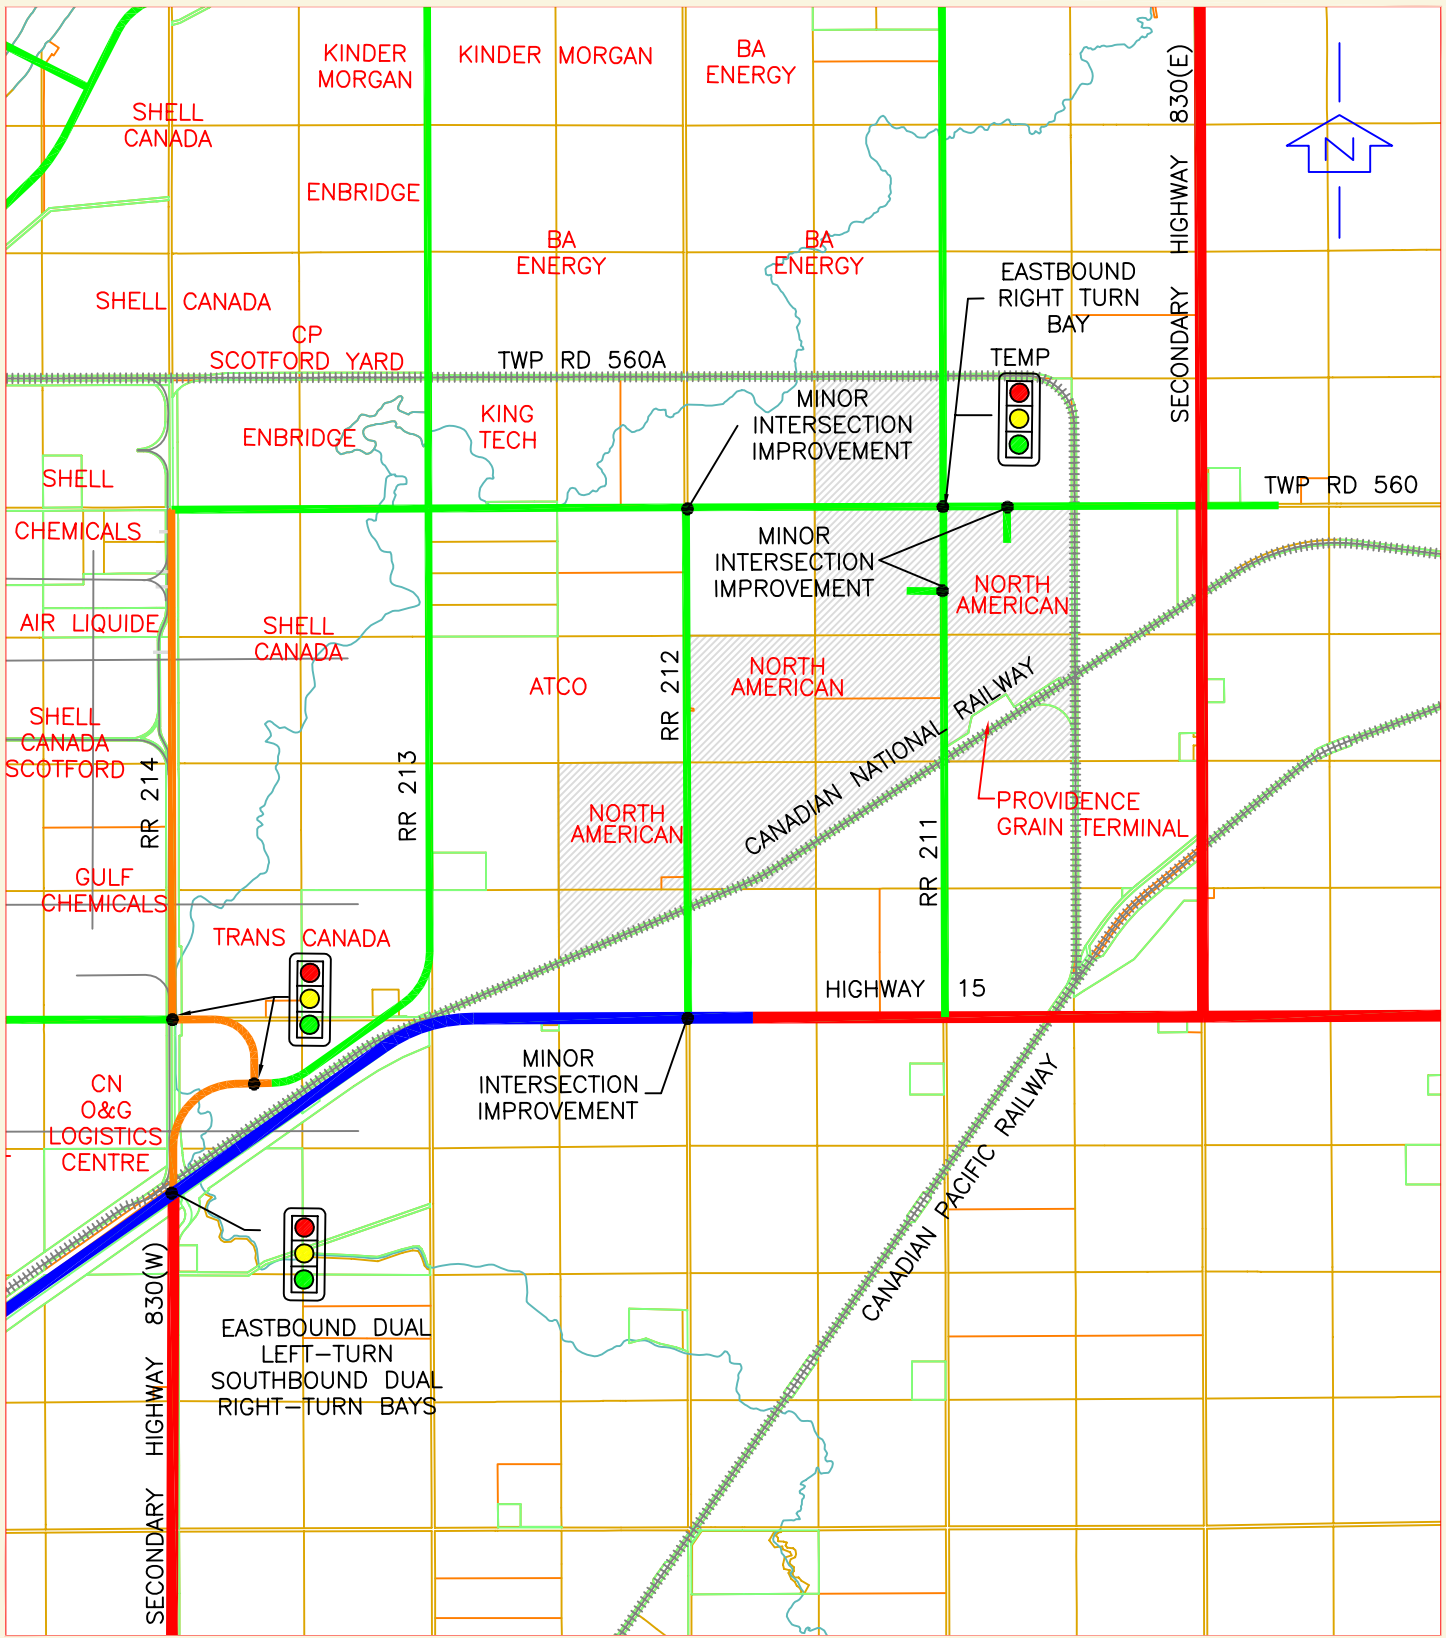 KINDER
MORGAN
KINDER MORGAN
BA
ENERGY
SECONDARY HIGHWAY 830(E)
N
SHELL
CANADA
ENBRIDGE
BA
ENERGY
BA
ENERGY
EASTBOUND
RIGHT TURN
BAY
SHELL CANADA
CP
SCOTFORD YARD
TWP RD 560A
TEMP
MINOR
INTERSECTION
IMPROVEMENT
KING
TECH
ENBRIDGE
SHELL
CHEMICALS
TWP RD 560
MINOR
INTERSECTION
IMPROVEMENT
NORTH
AMERICAN
AIR LIQUIDE
SHELL
CANADA
ATCO
RR 212
NORTH
AMERICAN
CANADIAN NATIONAL RAILWAY
SHELL
CANADA
SCOTFORD
RR 214
RR 213
NORTH
AMERICAN
RR 211
PROVIDENCE
GRAIN TERMINAL
GULF
CHEMICALS
TRANS CANADA
HIGHWAY 15
MINOR
INTERSECTION
IMPROVEMENT
CN
O&G
LOGISTICS
CENTRE
CANADIAN PACIFIC RAILWAY
SECONDARY HIGHWAY 830(W)
EASTBOUND DUAL
LEFT-TURN
SOUTHBOUND DUAL
RIGHT-TURN BAYS